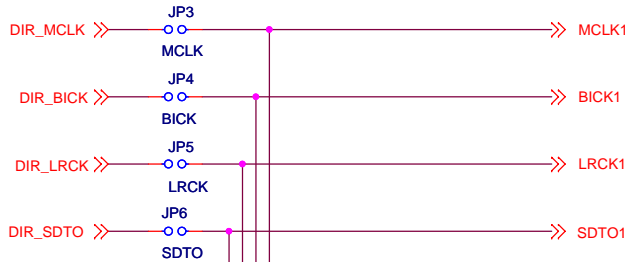 JP3
DIR_MCLK
MCLK1
MCLK
JP4
DIR_BICK
BICK1
BICK
JP5
DIR_LRCK
LRCK1
LRCK
JP6
DIR_SDTO
SDTO1
SDTO